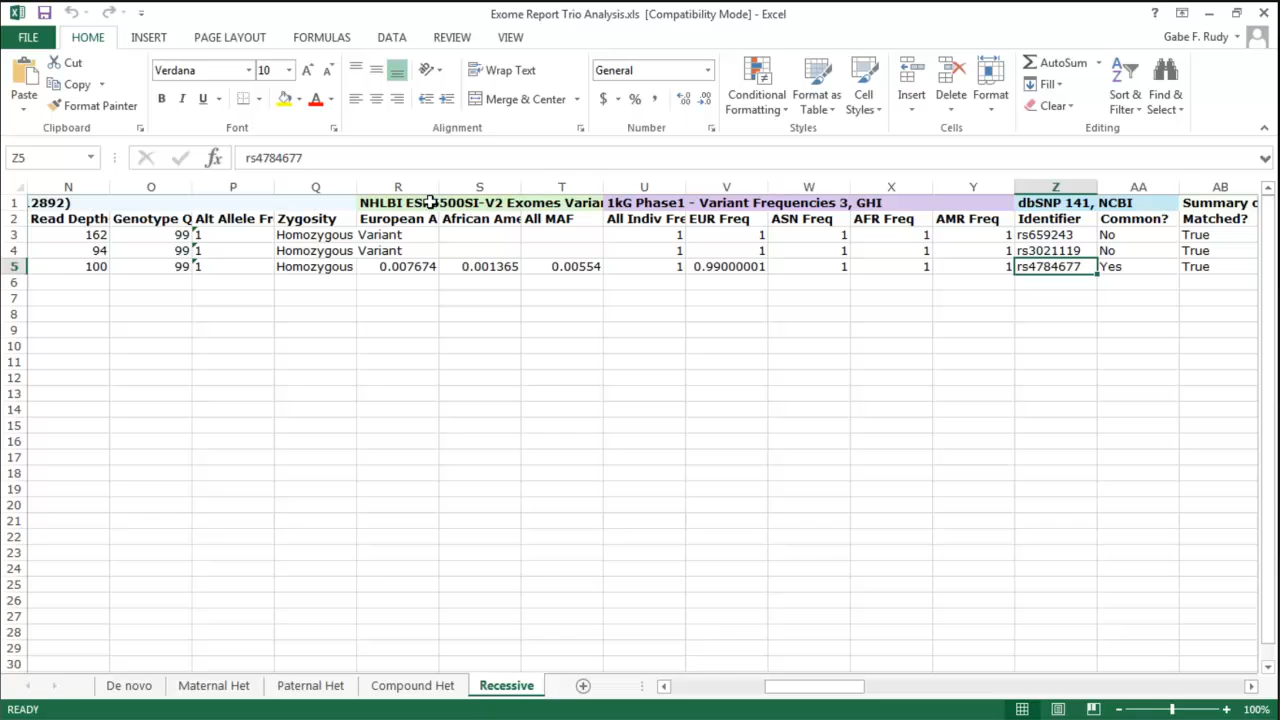 Exome Report Trio Analysis.xls [Compatibility Mode] - Excel
FILE HOME INSERT PAGE LAYOUT FORMULAS DATA REVIEW VIEW Gabe F. Rudy
Paste Cut Copy Format Painter
Verdana 10
B I U A
Wrap Text
Merge & Center
General
$ % ,
Conditional Formatting Format as Table Cell Styles
Insert Delete Format
AutoSum Fill Clear
Sort & Filter Find & Select
Clipboard Font Alignment Number Styles Cells Editing
Z5 fx rs4784677
N O P Q R S T U V W X Y Z AA AB
1 .2892) NHLBI 500SI-V2 Exomes Varian 1kG Phase1 - Variant Frequencies 3, GHI dbSNP 141, NCBI Summary o
2 Read Depth Genotype Q Alt Allele Fr Zygosity European A African Ame All MAF All Indiv Fre EUR Freq ASN Freq AFR Freq AMR Freq Identifier Common? Matched?
3 162 99 1 Homozygous Variant 1 1 1 1 1 rs659243 No True
4 94 99 1 Homozygous Variant 1 1 1 1 1 rs3021119 No True
5 100 99 1 Homozygous 0.007674 0.001365 0.00554 1 0.99000001 1 1 1 rs4784677 Yes True
6
7
8
9
10
11
12
13
14
15
16
17
18
19
20
21
22
23
24
25
26
27
28
29
30
De novo Maternal Het Paternal Het Compound Het Recessive
READY 100%